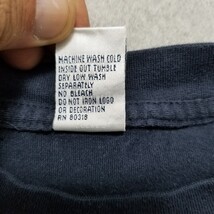 MACHINE WASH COLD
INSIDE OUT TUMBLE
DRY LOW. WASH
SEPARATELY
NO BLEACH
DO NOT IRON LOGO
OR DECORATION
RN 80318